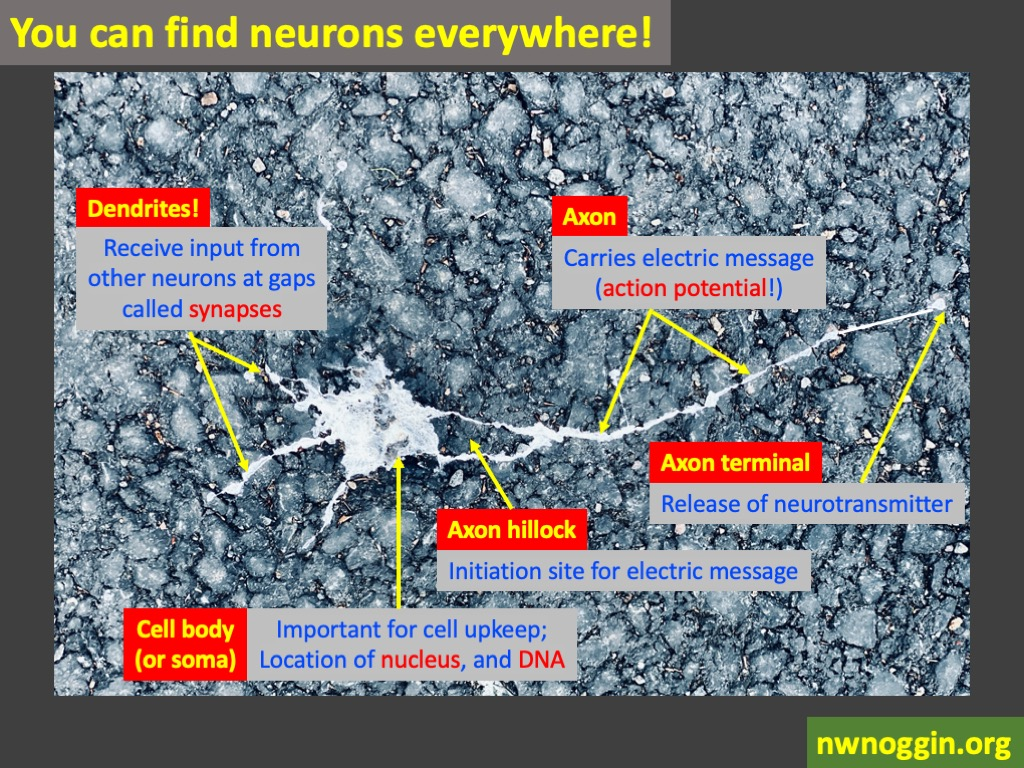 You can find neurons everywhere!
Dendrites!
Receive input from
other neurons at gaps
called synapses
Axon
Carries electric message
(action potential!)
Axon terminal
Release of neurotransmitter
Axon hillock
Initiation site for electric message
Cell body
(or soma)
Important for cell upkeep;
Location of nucleus, and DNA
nwnoggin.org